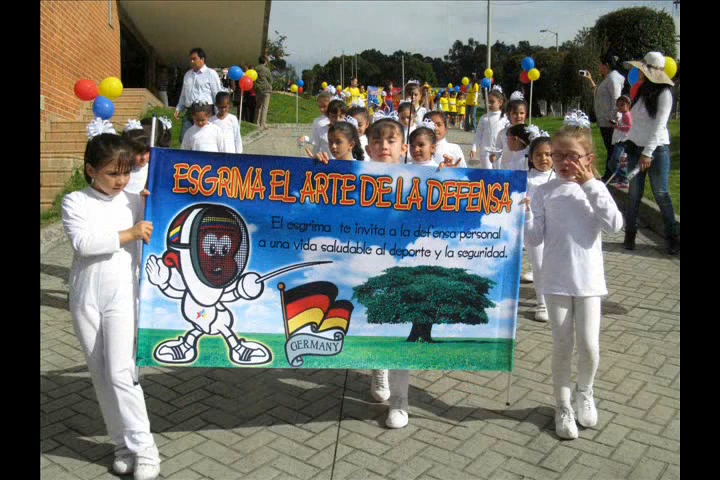 ESGRIMA EL ARTE DE LA DEFENSA
El esgrima te invita a la defensa personal
a una vida saludable al deporte y la seguridad.
GERMANY